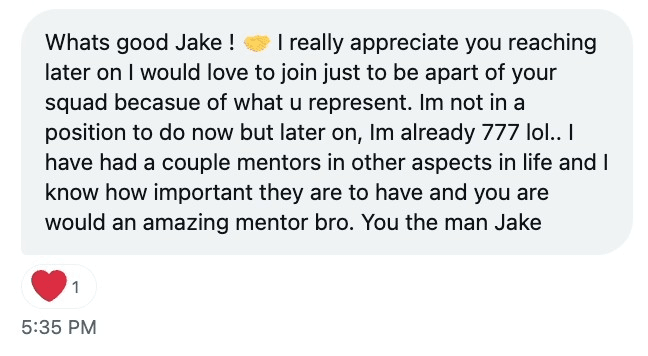 Whats good Jake ! 🤝 I really appreciate you reaching
later on I would love to join just to be apart of your
squad becasue of what u represent. Im not in a
position to do now but later on, Im already 777 lol.. I
have had a couple mentors in other aspects in life and I
know how important they are to have and you are
would an amazing mentor bro. You the man Jake
❤️ 1
5:35 PM